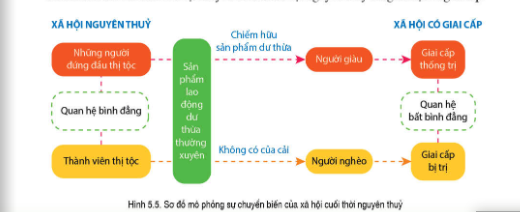 XÃ HỘI NGUYÊN THUỶ
XÃ HỘI CÓ GIAI CẤP
Chiếm hữu
sản phẩm dư thừa
Những người
đứng đầu thị tộc
Sản
phẩm
lao
động
dư
thừa
thường
xuyên
Người giàu
Giai cấp
thống trị
Quan hệ bình đẳng
Quan hệ
bất bình đẳng
Thành viên thị tộc
Không có của cải
Người nghèo
Giai cấp
bị trị
Hình 5.5. Sơ đồ mô phỏng sự chuyển biến của xã hội cuối thời nguyên thuỷ